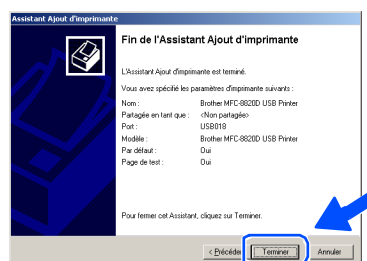 Assistant Ajout d'imprimante
Fin de l'Assistant Ajout d'imprimante
L'Assistant Ajout d'imprimante est terminé.
Vous avez spécifié les paramètres d'imprimante suivants :
Nom : Brother MFC-8820D USB Printer
Partagée en tant que : <Non partagée>
Port : USB018
Modèle : Brother MFC-8820D USB Printer
Par défaut : Oui
Page de test : Oui
Pour fermer cet Assistant, cliquez sur Terminer.
< Précéden Terminer Annuler